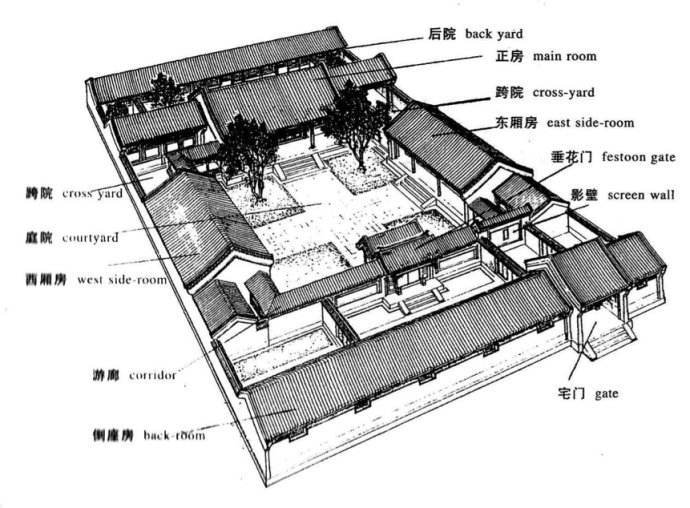 后院 back yard
正房 main room
跨院 cross-yard
东厢房 east side-room
垂花门 festoon gate
影壁 screen wall
跨院 cross yard
庭院 courtyard
西厢房 west side-room
游廊 corridor
倒座房 back-room
宅门 gate